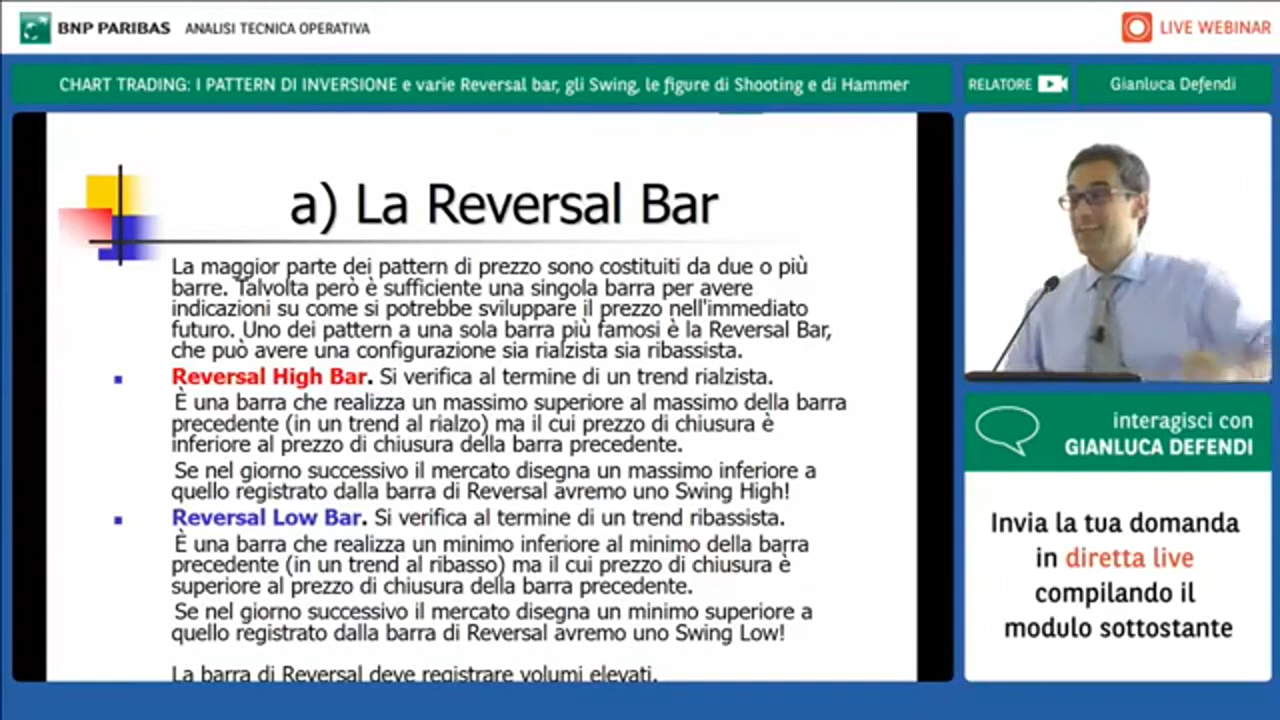 BNP PARIBAS ANALISI TECNICA OPERATIVA
LIVE WEBINAR
CHART TRADING: I PATTERN DI INVERSIONE e varie Reversal bar, gli Swing, le figure di Shooting e di Hammer
RELATORE
Gianluca Defendi
a) La Reversal Bar
La maggior parte dei pattern di prezzo sono costituiti da due o più
barre. Talvolta però è sufficiente una singola barra per avere
indicazioni su come si potrebbe sviluppare il prezzo nell'immediato
futuro. Uno dei pattern a una sola barra più famosi è la Reversal Bar,
che può avere una configurazione sia rialzista sia ribassista.
Reversal High Bar. Si verifica al termine di un trend rialzista.
È una barra che realizza un massimo superiore al massimo della barra
precedente (in un trend al rialzo) ma il cui prezzo di chiusura è
inferiore al prezzo di chiusura della barra precedente.
Se nel giorno successivo il mercato disegna un massimo inferiore a
quello registrato dalla barra di Reversal avremo uno Swing High!
Reversal Low Bar. Si verifica al termine di un trend ribassista.
È una barra che realizza un minimo inferiore al minimo della barra
precedente (in un trend al ribasso) ma il cui prezzo di chiusura è
superiore al prezzo di chiusura della barra precedente.
Se nel giorno successivo il mercato disegna un minimo superiore a
quello registrato dalla barra di Reversal avremo uno Swing Low!
La barra di Reversal deve registrare volumi elevati.
interagisci con
GIANLUCA DEFENDI
Invia la tua domanda
in diretta live
compilando il
modulo sottostante